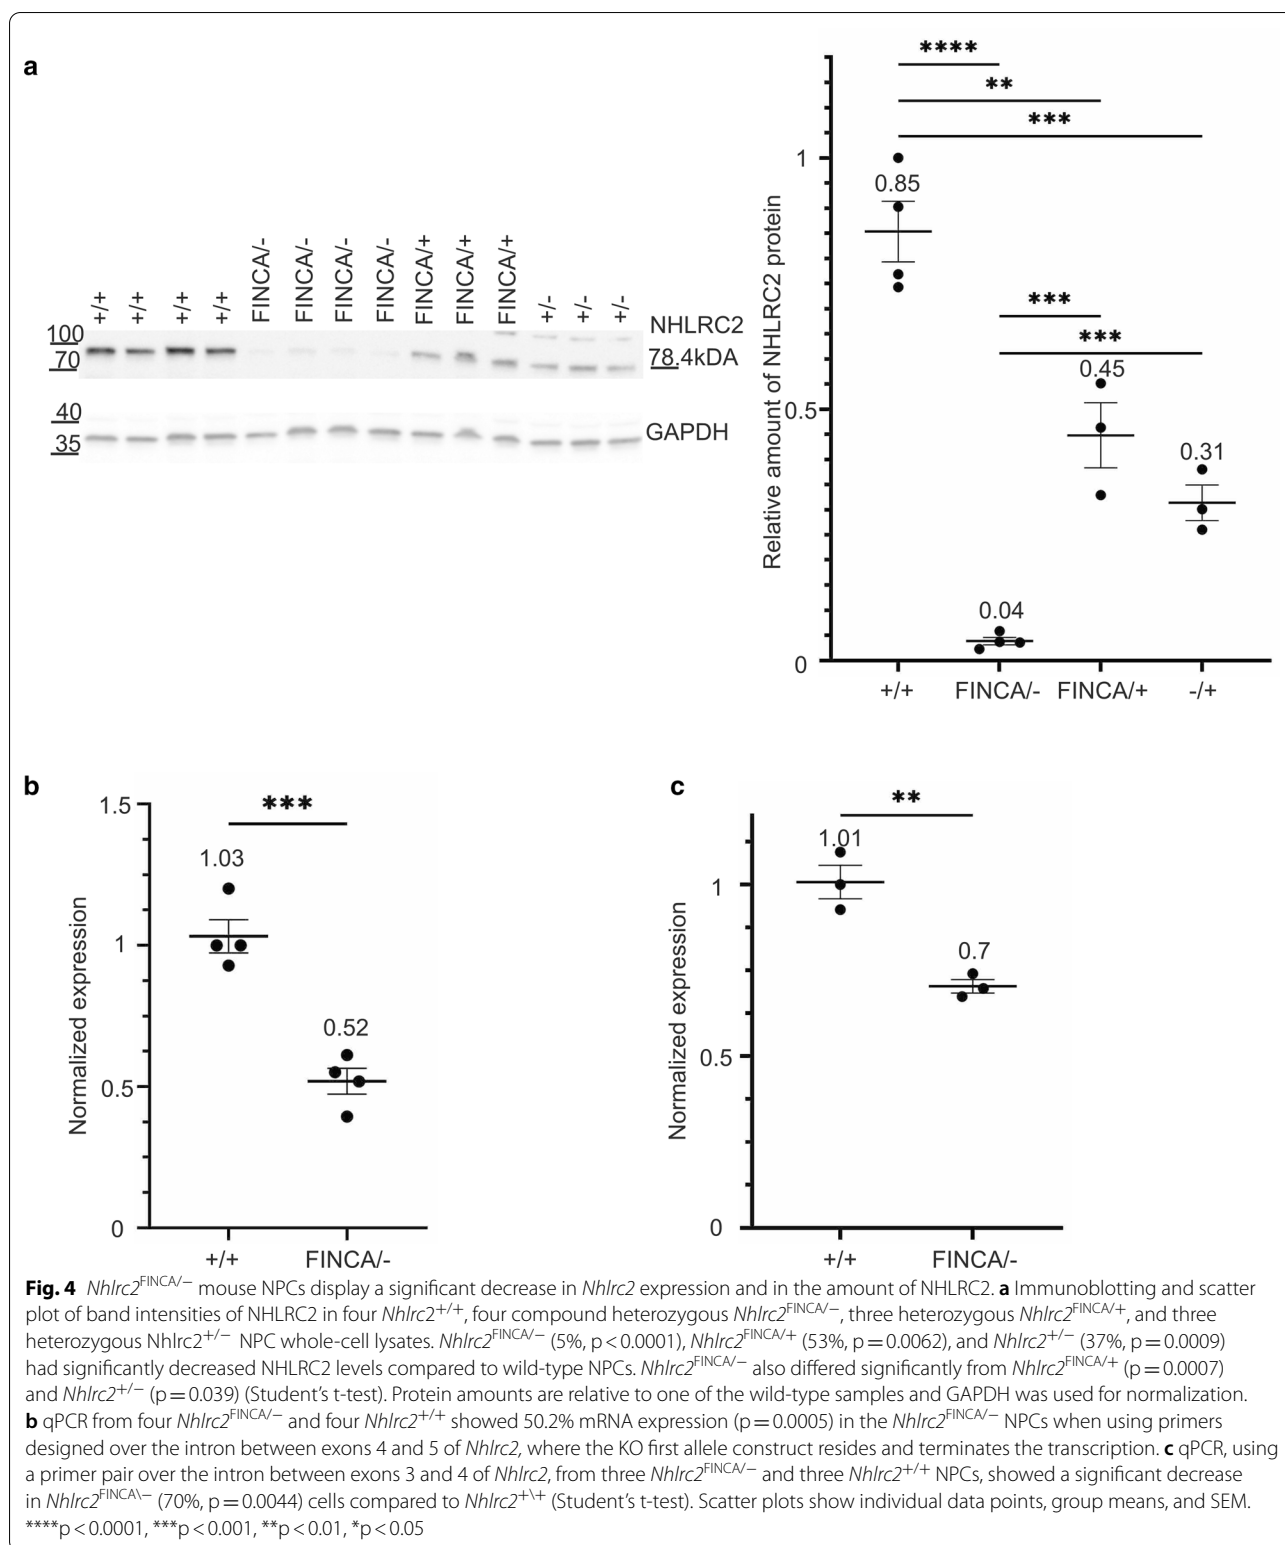 a
+/+ +/+ +/+ +/+ FINCA/- FINCA/- FINCA/- FINCA/- FINCA/+ FINCA/+ FINCA/+ +/- +/- +/-
NHLRC2
100
70
78.4kDA
40
35
GAPDH
Relative amount of NHLRC2 protein
****
**
***
1
0.85
***
***
0.5
0.45
0.31
0.04
0
+/+ FINCA/- FINCA/+ -/+
b
Normalized expression
1.5
***
1.03
1
0.52
0.5
0
+/+ FINCA/-
c
Normalized expression
**
1.01
1
0.7
0.5
0
+/+ FINCA/-
Fig. 4 Nhlrc2FINCA/− mouse NPCs display a significant decrease in Nhlrc2 expression and in the amount of NHLRC2. a Immunoblotting and scatter
plot of band intensities of NHLRC2 in four Nhlrc2+/+, four compound heterozygous Nhlrc2FINCA/−, three heterozygous Nhlrc2FINCA/+, and three
heterozygous Nhlrc2+/− NPC whole-cell lysates. Nhlrc2FINCA/− (5%, p < 0.0001), Nhlrc2FINCA/+ (53%, p = 0.0062), and Nhlrc2+/− (37%, p = 0.0009)
had significantly decreased NHLRC2 levels compared to wild-type NPCs. Nhlrc2FINCA/− also differed significantly from Nhlrc2FINCA/+ (p = 0.0007)
and Nhlrc2+/− (p = 0.039) (Student's t-test). Protein amounts are relative to one of the wild-type samples and GAPDH was used for normalization.
b qPCR from four Nhlrc2FINCA/− and four Nhlrc2+/+ showed 50.2% mRNA expression (p = 0.0005) in the Nhlrc2FINCA/− NPCs when using primers
designed over the intron between exons 4 and 5 of Nhlrc2, where the KO first allele construct resides and terminates the transcription. c qPCR, using
a primer pair over the intron between exons 3 and 4 of Nhlrc2, from three Nhlrc2FINCA/− and three Nhlrc2+/+ NPCs, showed a significant decrease
in Nhlrc2FINCA\− (70%, p = 0.0044) cells compared to Nhlrc2+\+ (Student's t-test). Scatter plots show individual data points, group means, and SEM.
****p < 0.0001, ***p < 0.001, **p < 0.01, *p < 0.05